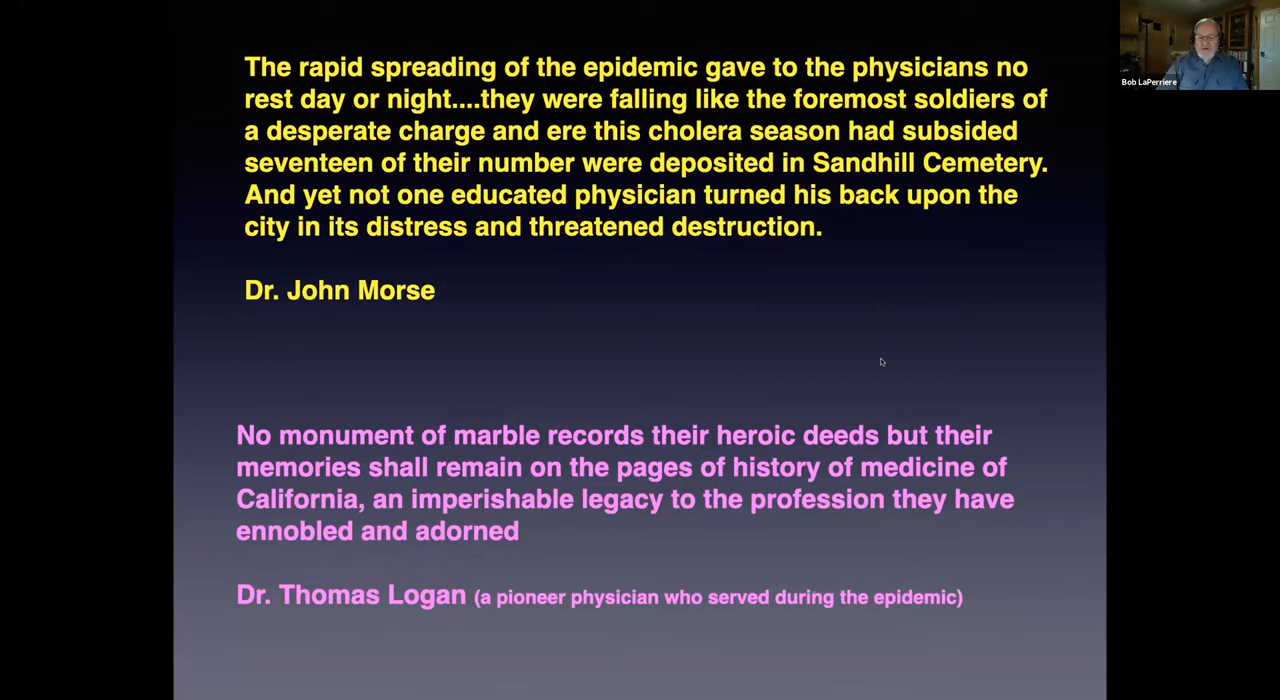 The rapid spreading of the epidemic gave to the physicians no
rest day or night....they were falling like the foremost soldiers of
a desperate charge and ere this cholera season had subsided
seventeen of their number were deposited in Sandhill Cemetery.
And yet not one educated physician turned his back upon the
city in its distress and threatened destruction.
Dr. John Morse
No monument of marble records their heroic deeds but their
memories shall remain on the pages of history of medicine of
California, an imperishable legacy to the profession they have
ennobled and adorned
Dr. Thomas Logan (a pioneer physician who served during the epidemic)
Bob LaPerriere